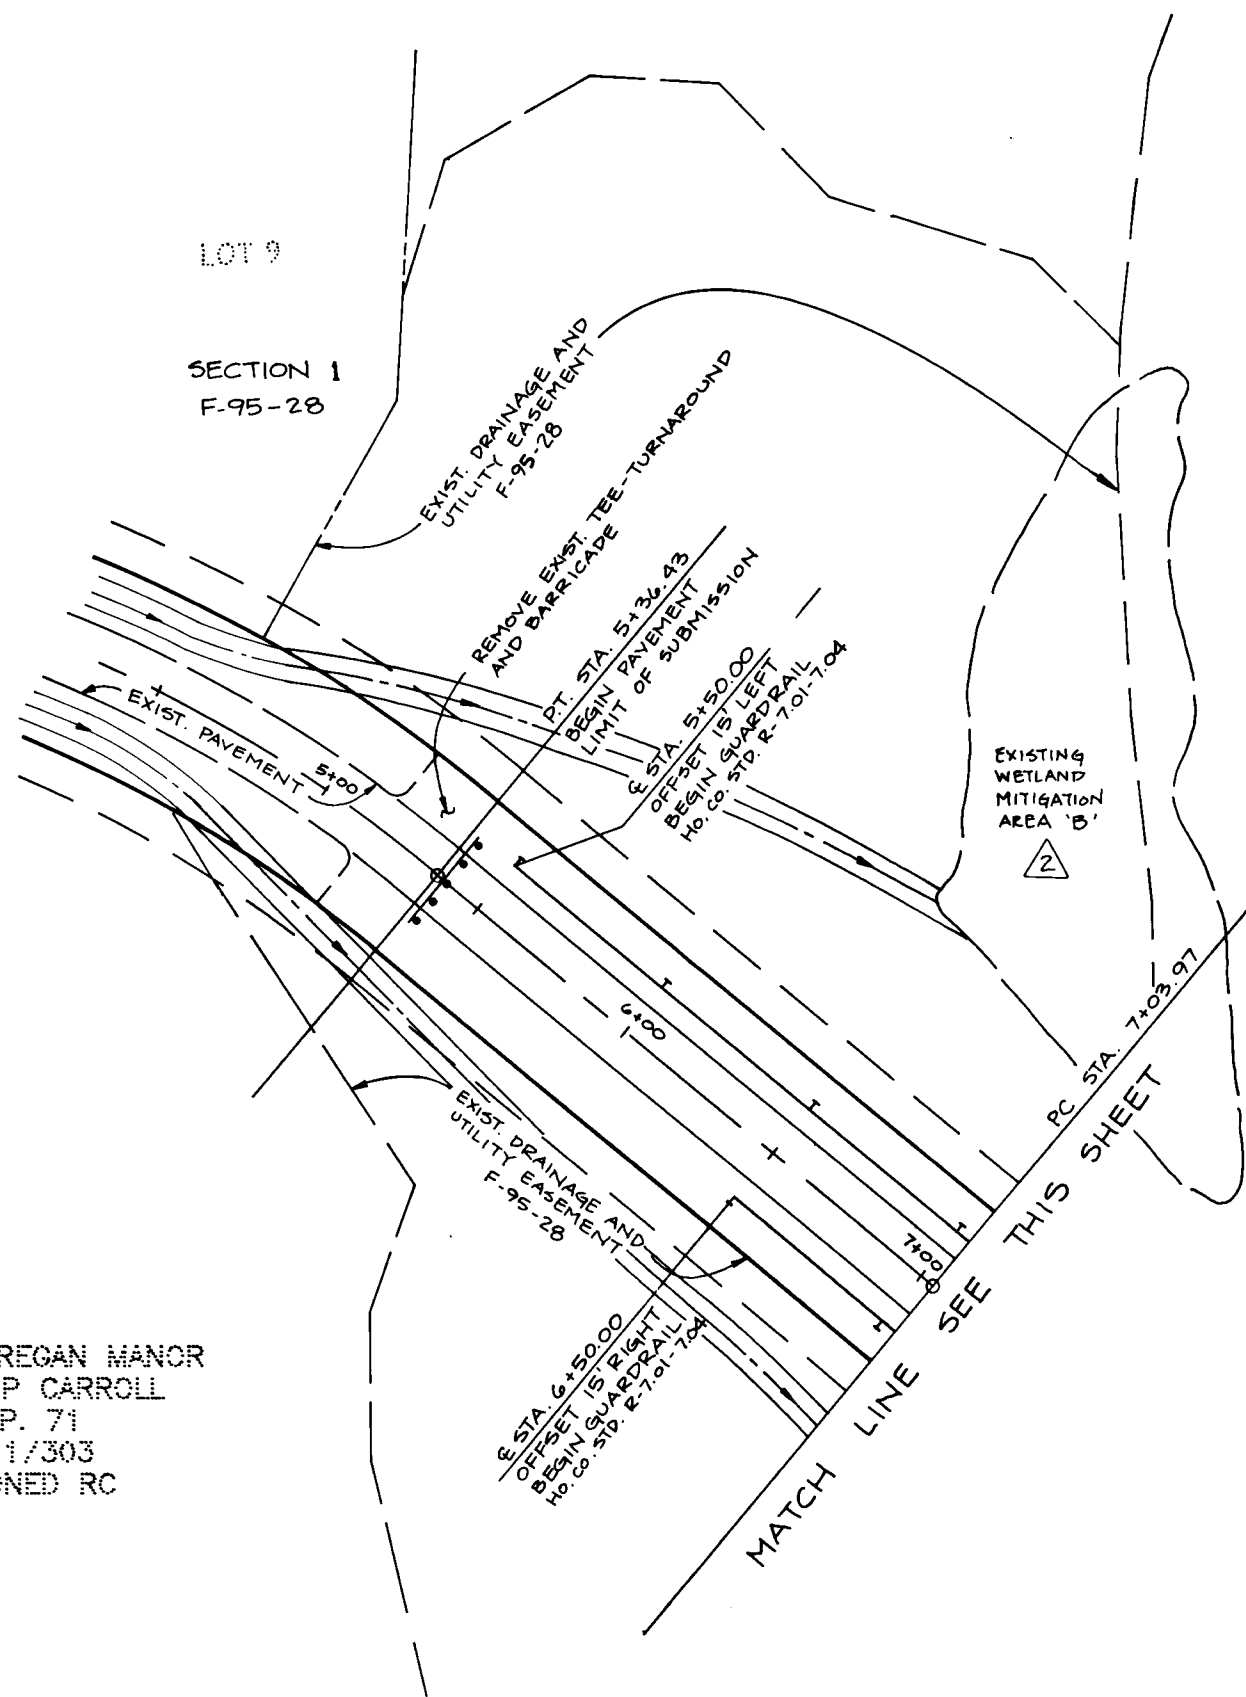 LOT 9
SECTION 1
F-95-28
EXIST. DRAINAGE AND
UTILITY EASEMENT
F-95-28
REMOVE EXIST. TEE-TURNAROUND
AND BARRICADE
P.T. STA. 5+36.43
BEGIN PAVEMENT
LIMIT OF SUBMISSION
℄ STA. 5+50.00
OFFSET 15' LEFT
BEGIN GUARDRAIL
HO. CO. STD. R-7.01-7.04
EXIST. PAVEMENT
5+00
EXISTING
WETLAND
MITIGATION
AREA 'B'
2
6+00
PC STA. 7+03.97
EXIST. DRAINAGE AND
UTILITY EASEMENT
F-95-28
7+00
℄ STA. 6+50.00
OFFSET 15' RIGHT
BEGIN GUARDRAIL
HO. CO. STD. R-7.01-7.04
MATCH LINE SEE THIS SHEET
REGAN MANOR
P CARROLL
P. 71
1/303
NED RC